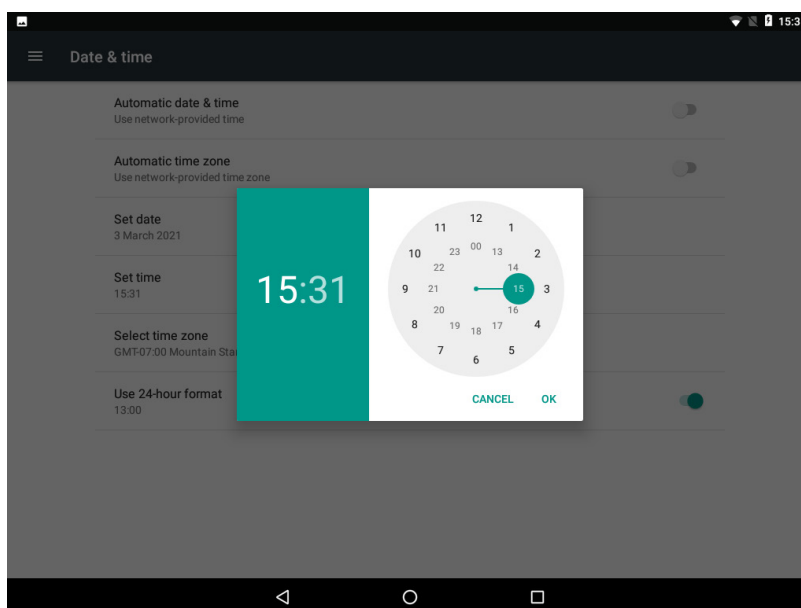 15:3
Date & time
Automatic date & time
Use network-provided time
Automatic time zone
Use network-provided time zone
Set date
3 March 2021
Set time
15:31
Select time zone
GMT-07:00 Mountain Sta
Use 24-hour format
13:00
15:31
12
11 1
00
23 13
10 2
22 14
9 21 15 3
20 16
8 4
19 17
18
7 5
6
CANCEL OK